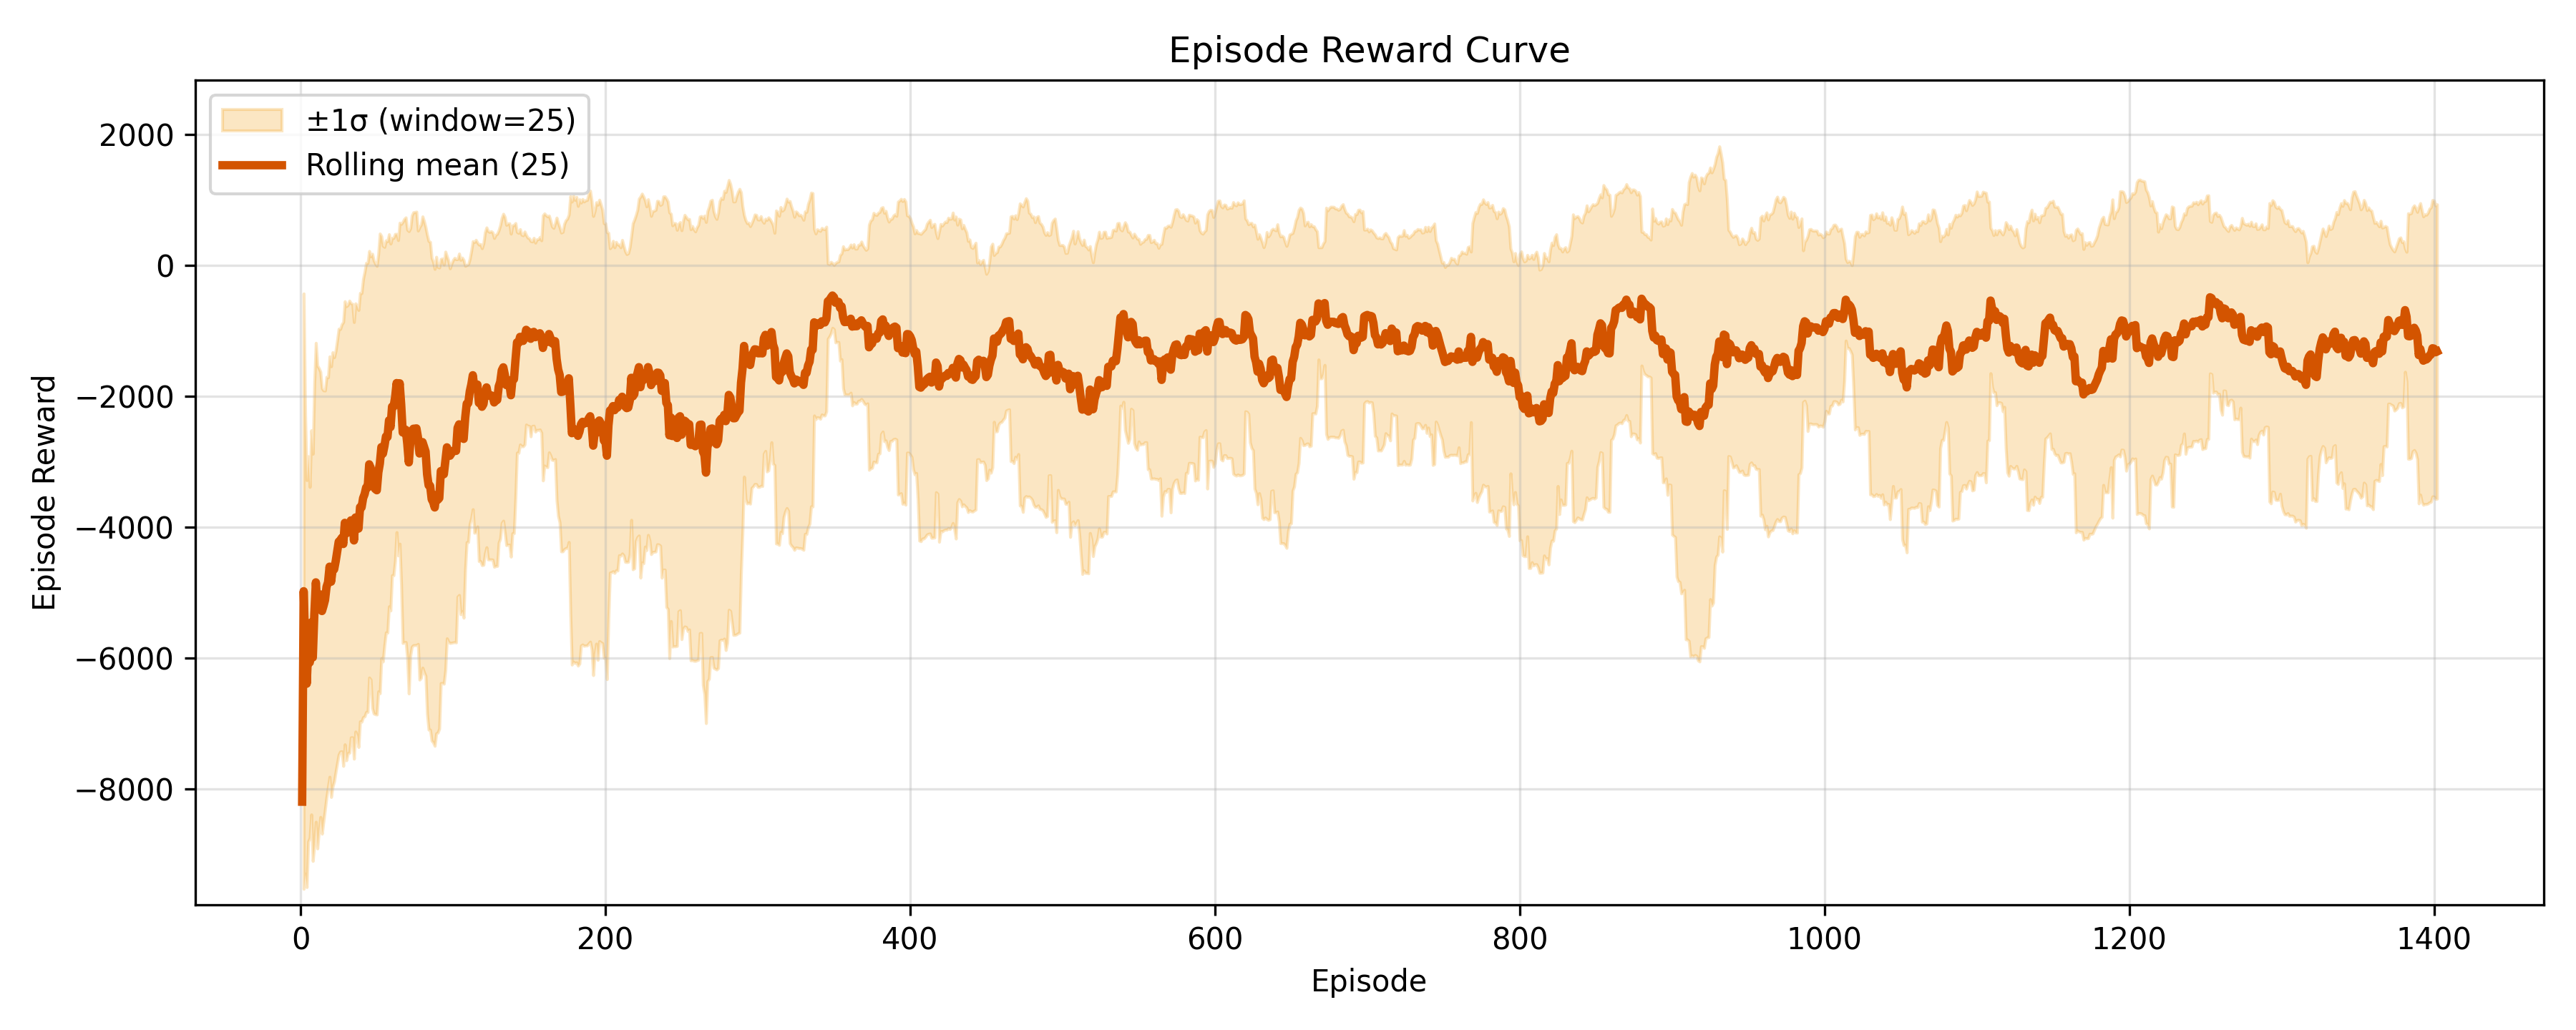 Episode Reward Curve
±1σ (window=25)
Rolling mean (25)
Episode Reward
2000
0
−2000
−4000
−6000
−8000
0 200 400 600 800 1000 1200 1400
Episode